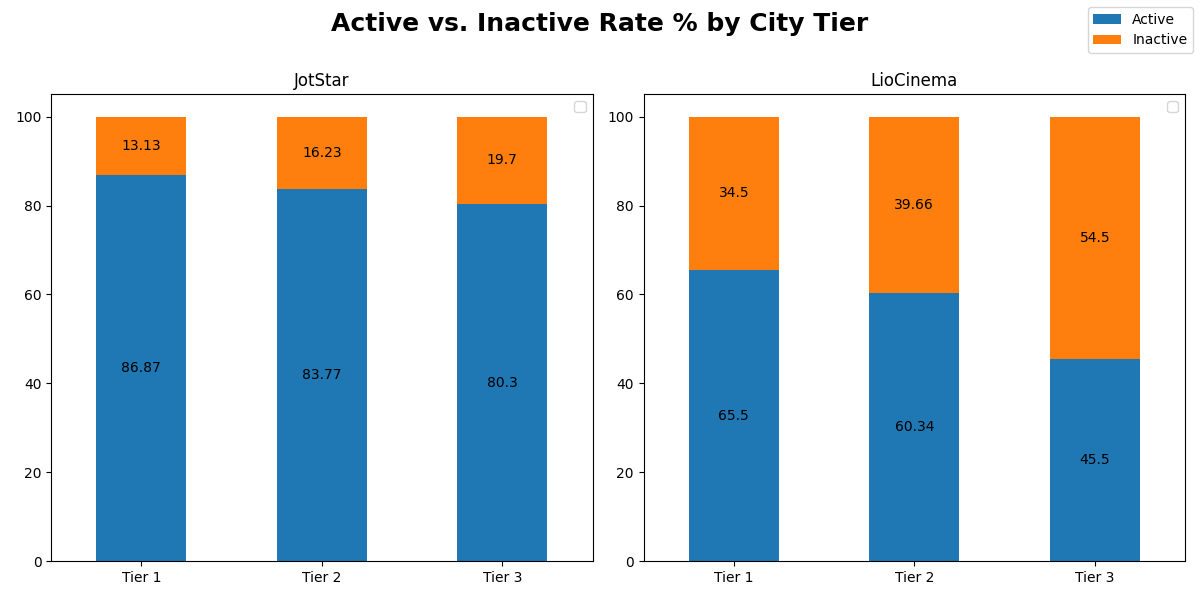 Active vs. Inactive Rate % by City Tier
Active
Inactive
JotStar
100
80
60
40
20
0
13.13
16.23
19.7
86.87
83.77
80.3
Tier 1
Tier 2
Tier 3
LioCinema
100
80
60
40
20
0
34.5
39.66
54.5
65.5
60.34
45.5
Tier 1
Tier 2
Tier 3